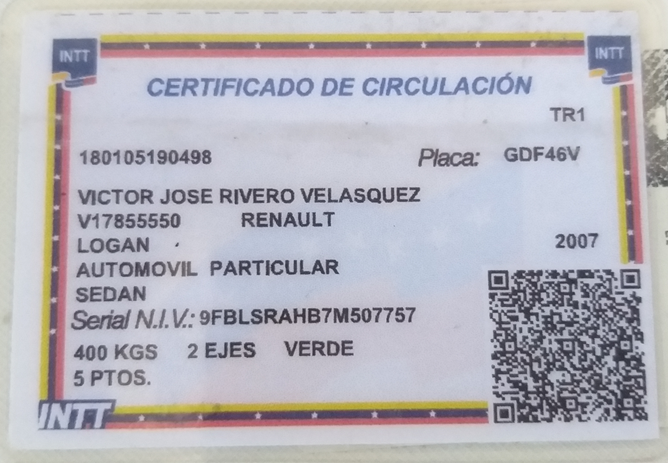 INTT INTT
CERTIFICADO DE CIRCULACIÓN
TR1
180105190498 Placa: GDF46V
VICTOR JOSE RIVERO VELASQUEZ
V17855550 RENAULT
LOGAN 2007
AUTOMOVIL PARTICULAR
SEDAN
Serial N.I.V.: 9FBLSRAHB7M507757
400 KGS 2 EJES VERDE
5 PTOS.
INTT